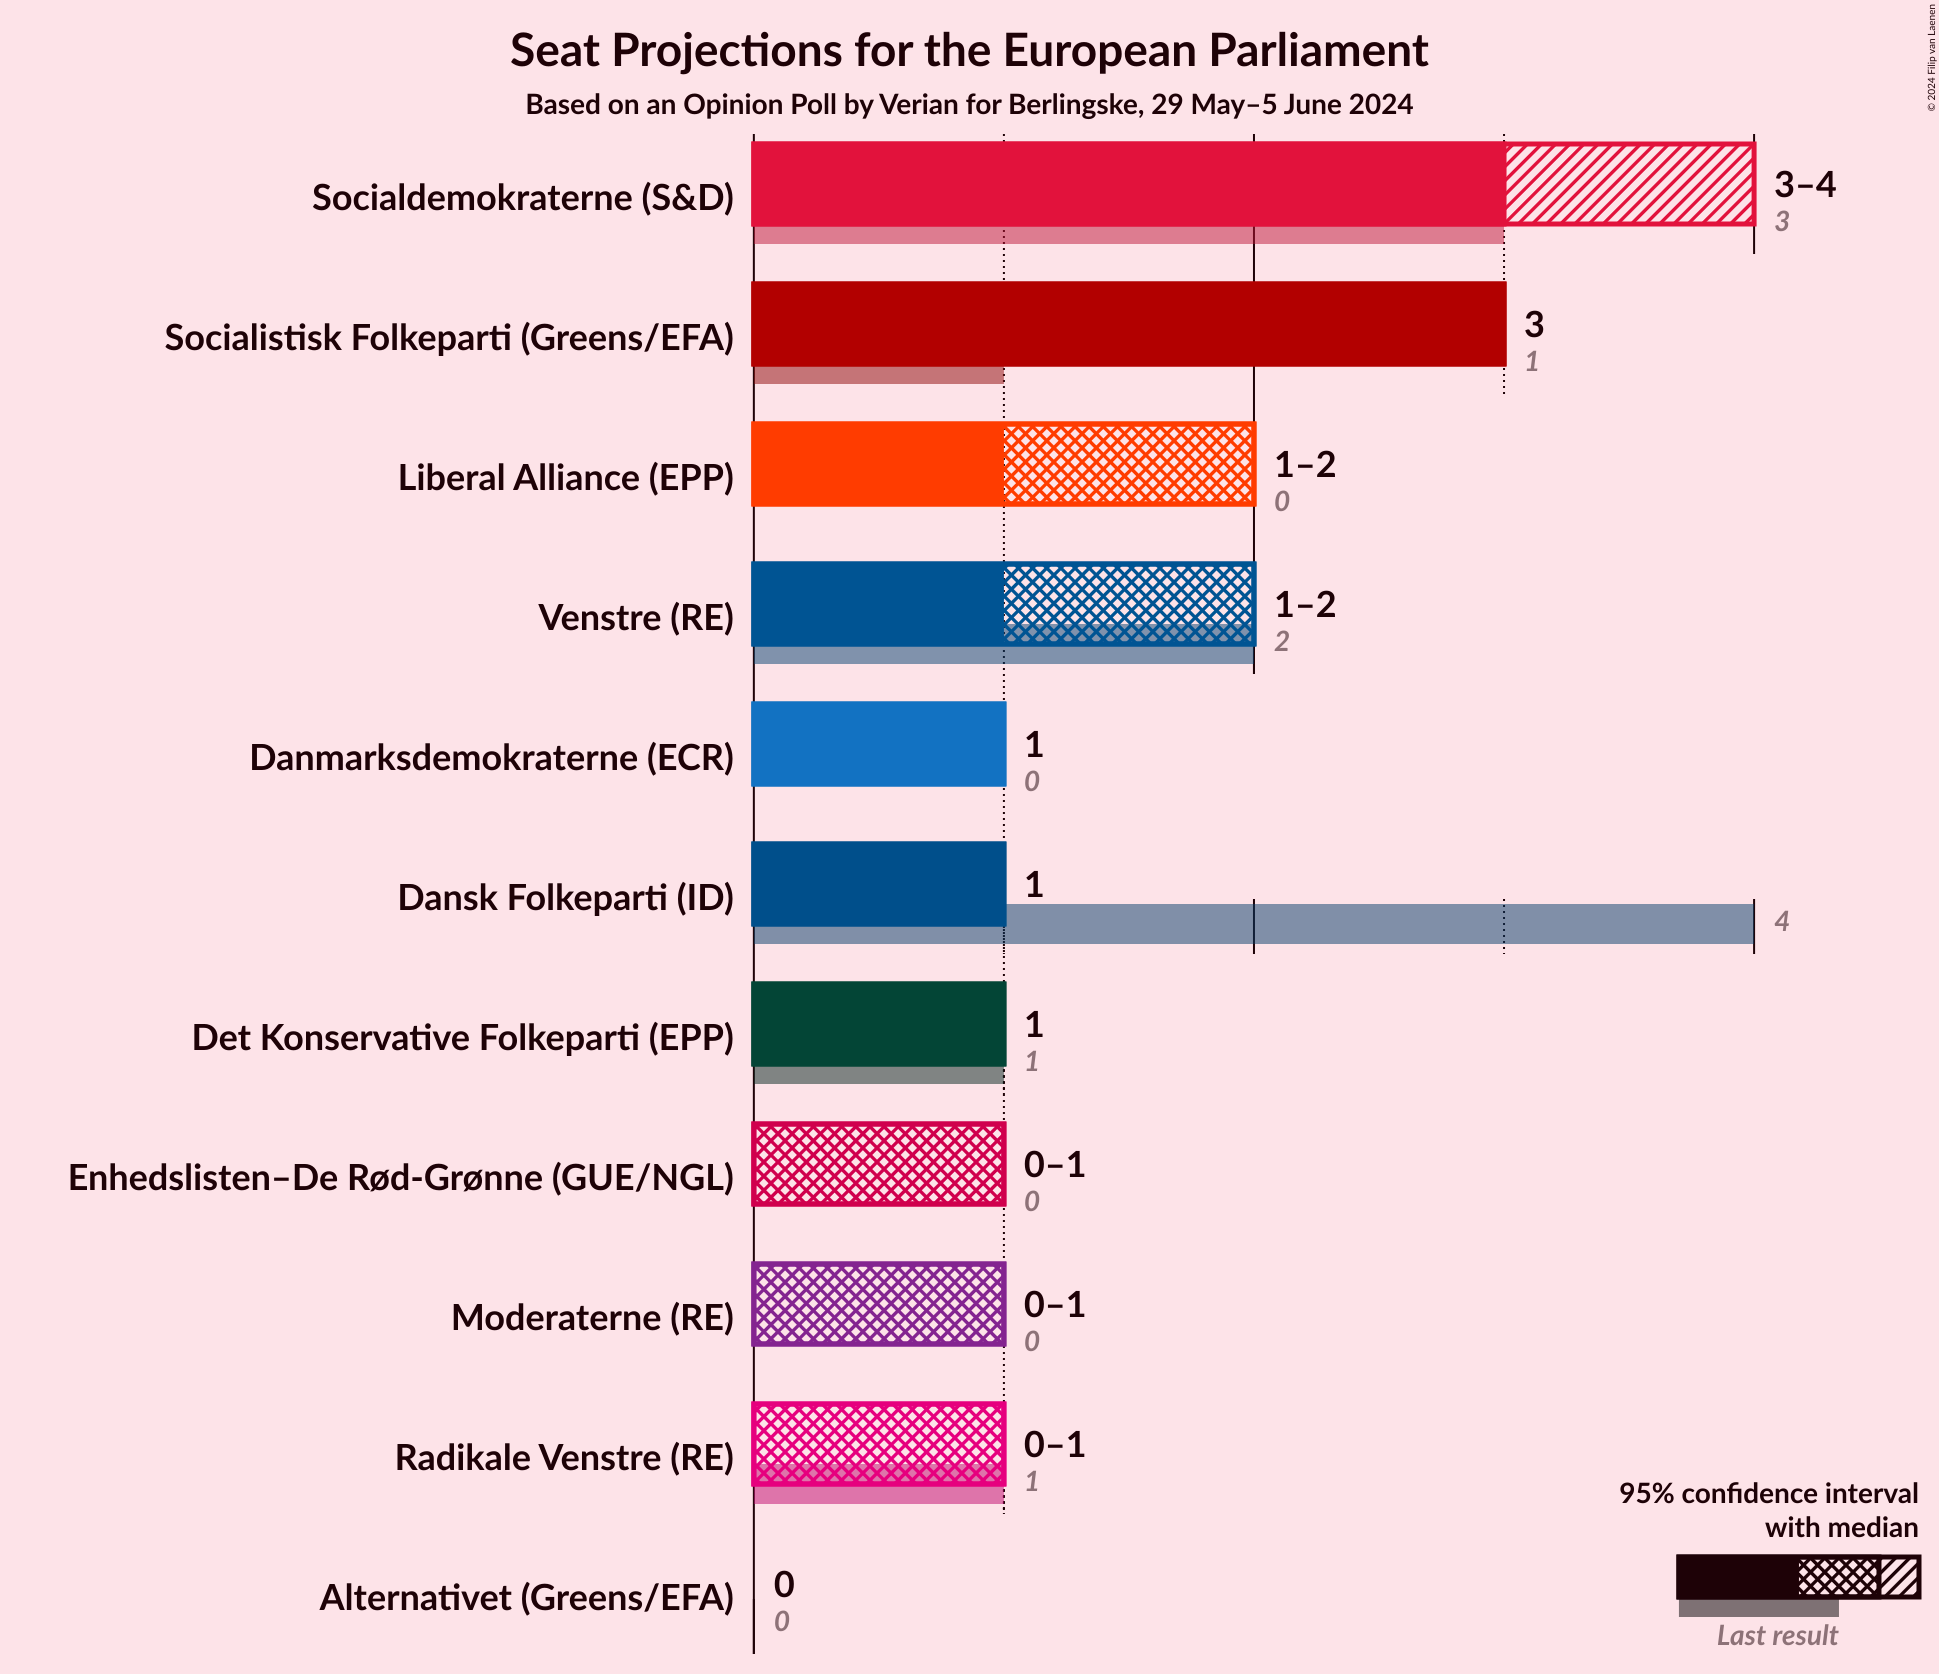 Seat Projections for the European Parliament
Based on an Opinion Poll by Verian for Berlingske, 29 May–5 June 2024
© 2024 Filip van Laenen
Socialdemokraterne (S&D)
3–4
3
Socialistisk Folkeparti (Greens/EFA)
3
1
Liberal Alliance (EPP)
1–2
0
Venstre (RE)
1–2
2
Danmarksdemokraterne (ECR)
1
0
Dansk Folkeparti (ID)
1
4
Det Konservative Folkeparti (EPP)
1
1
Enhedslisten–De Rød-Grønne (GUE/NGL)
0–1
0
Moderaterne (RE)
0–1
0
Radikale Venstre (RE)
0–1
1
Alternativet (Greens/EFA)
0
0
95% confidence interval
with median
Last result